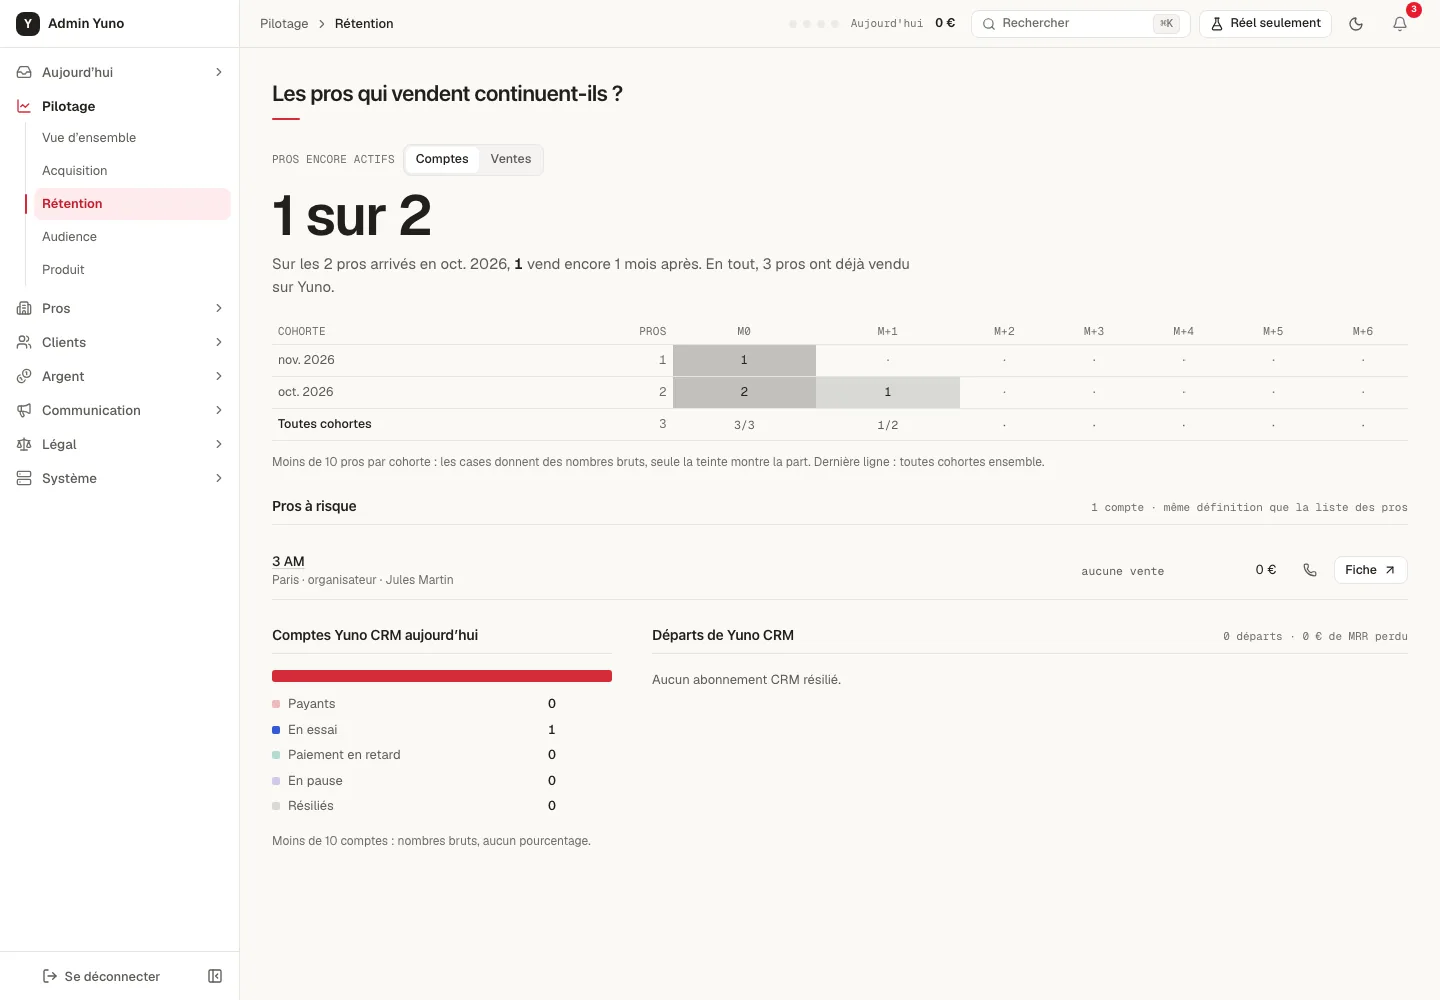 Y Admin Yuno
Pilotage > Rétention
Aujourd'hui 0 €
Rechercher ⌘K
Réel seulement
3
Aujourd’hui
Pilotage
Vue d’ensemble
Acquisition
Rétention
Audience
Produit
Pros
Clients
Argent
Communication
Légal
Système
Se déconnecter
Les pros qui vendent continuent-ils ?
PROS ENCORE ACTIFS Comptes Ventes
1 sur 2
Sur les 2 pros arrivés en oct. 2026, 1 vend encore 1 mois après. En tout, 3 pros ont déjà vendu
sur Yuno.
COHORTE PROS M0 M+1 M+2 M+3 M+4 M+5 M+6
nov. 2026 1 1 · · · · · ·
oct. 2026 2 2 1 · · · · ·
Toutes cohortes 3 3/3 1/2 · · · · ·
Moins de 10 pros par cohorte : les cases donnent des nombres bruts, seule la teinte montre la part. Dernière ligne : toutes cohortes ensemble.
Pros à risque 1 compte · même définition que la liste des pros
3 AM
Paris · organisateur · Jules Martin
aucune vente 0 € Fiche
Comptes Yuno CRM aujourd’hui
Payants 0
En essai 1
Paiement en retard 0
En pause 0
Résiliés 0
Moins de 10 comptes : nombres bruts, aucun pourcentage.
Départs de Yuno CRM 0 départs · 0 € de MRR perdu
Aucun abonnement CRM résilié.